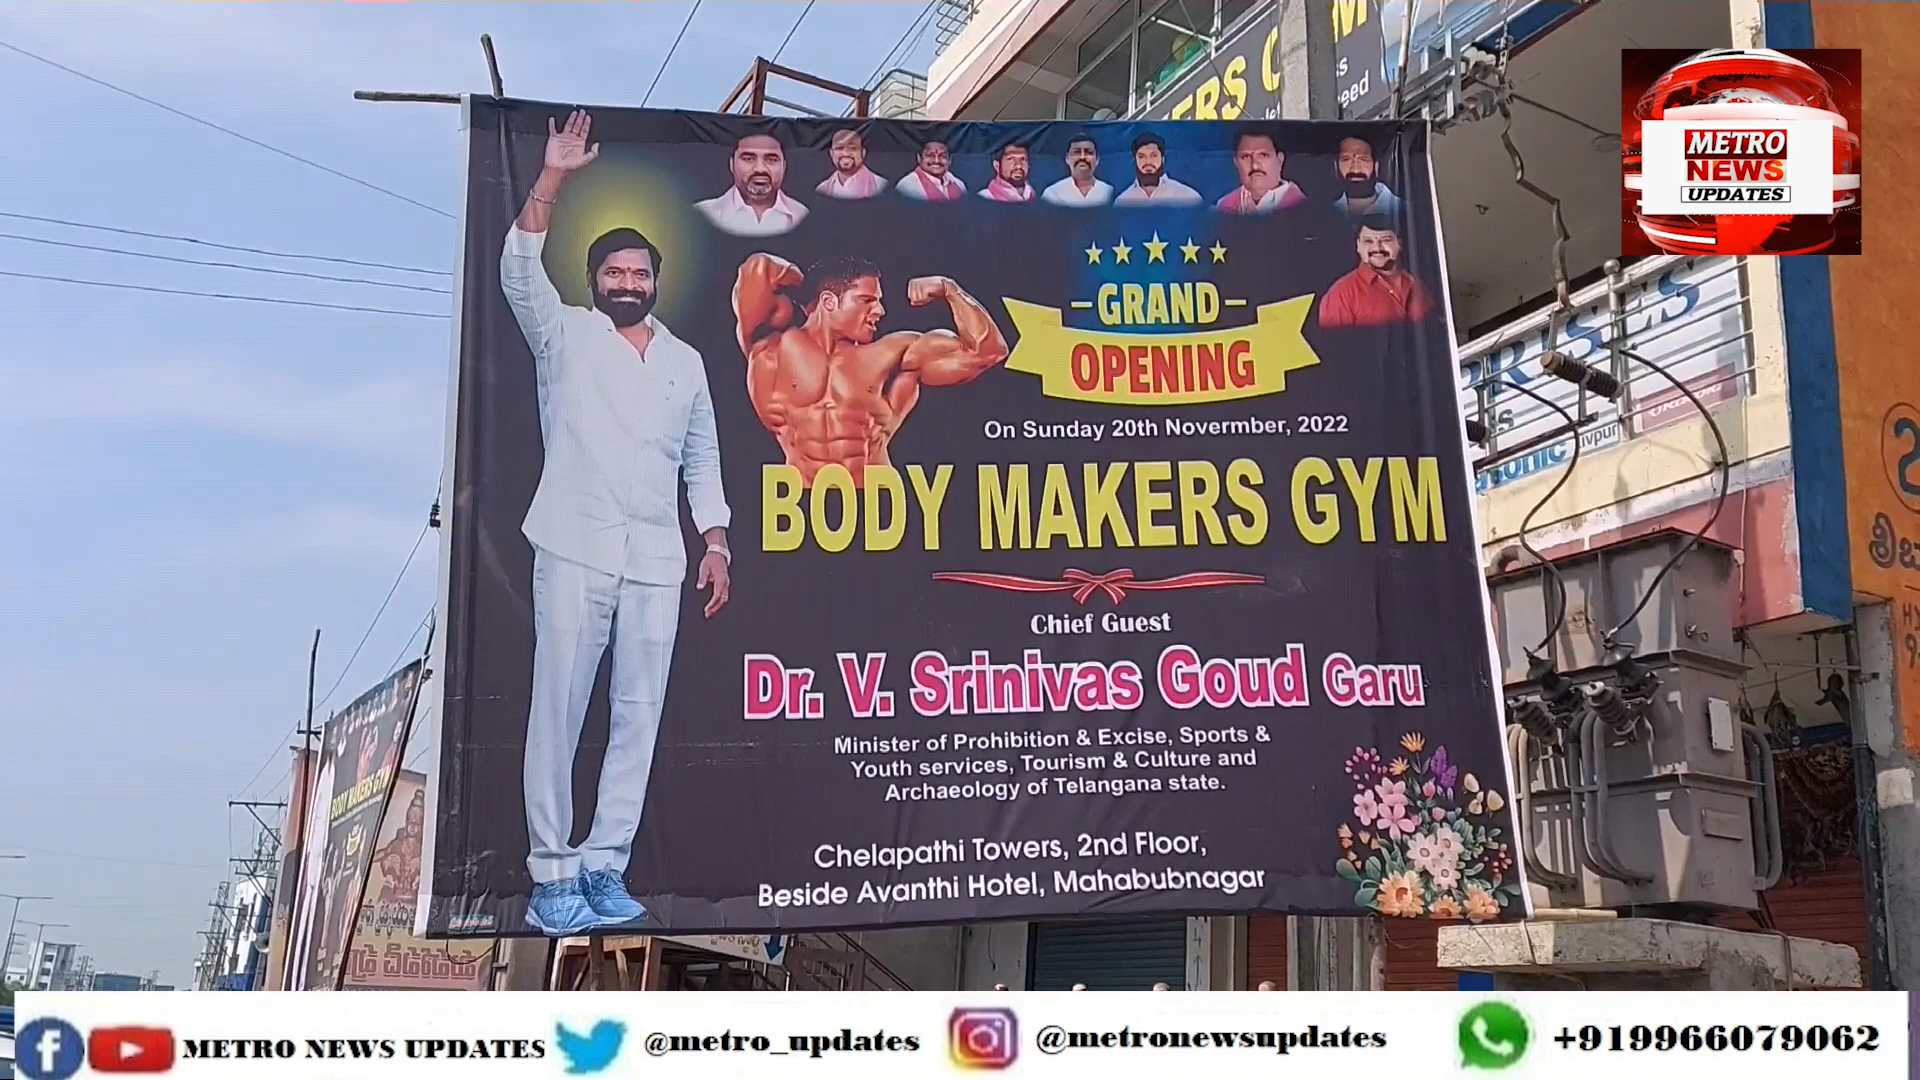 METRO
NEWS
UPDATES
-GRAND-
OPENING
On Sunday 20th Novermber, 2022
BODY MAKERS GYM
Chief Guest
Dr. V. Srinivas Goud Garu
Minister of Prohibition & Excise, Sports &
Youth services, Tourism & Culture and
Archaeology of Telangana state.
Chelapathi Towers, 2nd Floor,
Beside Avanthi Hotel, Mahabubnagar
BODY MAKERS GYM
METRO NEWS UPDATES
@metro_updates
@metronewsupdates
+919966079062